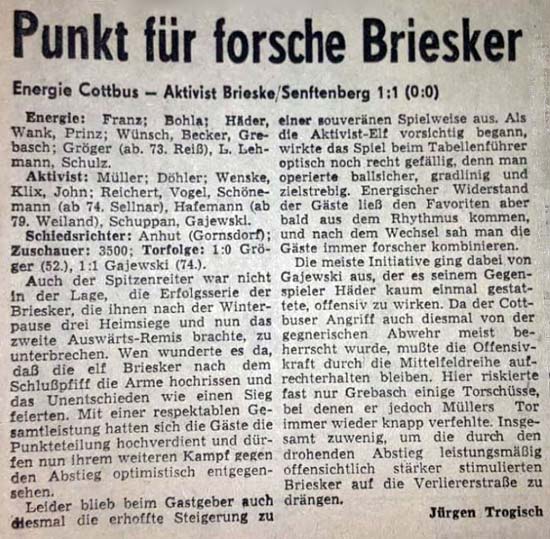 Punkt für forsche Briesker
Energie Cottbus — Aktivist Brieske/Senftenberg 1:1 (0:0)
Energie: Franz; Bohla; Häder,
Wank, Prinz; Wünsch, Becker, Gre-
basch; Gröger (ab. 73. Reiß), L. Leh-
mann, Schulz.
Aktivist: Müller; Döhler; Wenske,
Klix, John; Reichert, Vogel, Schöne-
mann (ab 74. Sellnar), Hafemann (ab
79. Weiland), Schuppan, Gajewski.
Schiedsrichter: Anhut (Gornsdorf);
Zuschauer: 3500; Torfolge: 1:0 Grö-
ger (52.), 1:1 Gajewski (74.).
Auch der Spitzenreiter war nicht
in der Lage, die Erfolgsserie der
Briesker, die ihnen nach der Winter-
pause drei Heimsiege und nun das
zweite Auswärts-Remis brachte, zu
unterbrechen. Wen wunderte es da,
daß die elf Briesker nach dem
Schlußpfiff die Arme hochrissen und
das Unentschieden wie einen Sieg
feierten. Mit einer respektablen Ge-
samtleistung hatten sich die Gäste die
Punkteteilung hochverdient und dür-
fen nun ihrem weiteren Kampf gegen
den Abstieg optimistisch entgegen-
sehen.
Leider blieb beim Gastgeber auch
diesmal die erhoffte Steigerung zu
einer souveränen Spielweise aus. Als
die Aktivist-Elf vorsichtig begann,
wirkte das Spiel beim Tabellenführer
optisch noch recht gefällig, denn man
operierte ballsicher, gradlinig und
zielstrebig. Energischer Widerstand
der Gäste ließ den Favoriten aber
bald aus dem Rhythmus kommen,
und nach dem Wechsel sah man die
Gäste immer forscher kombinieren.
Die meiste Initiative ging dabei von
Gajewski aus, der es seinem Gegen-
spieler Häder kaum einmal gestat-
tete, offensiv zu wirken. Da der Cott-
buser Angriff auch diesmal von der
gegnerischen Abwehr meist be-
herrscht wurde, mußte die Offensiv-
kraft durch die Mittelfeldreihe auf-
rechterhalten bleiben. Hier riskierte
fast nur Grebasch einige Torschüsse,
bei denen er jedoch Müllers Tor
immer wieder knapp verfehlte. Insge-
samt zuwenig, um die durch den
drohenden Abstieg leistungsmäßig
offensichtlich stärker stimulierten
Briesker auf die Verliererstraße zu
drängen.
Jürgen Trogisch